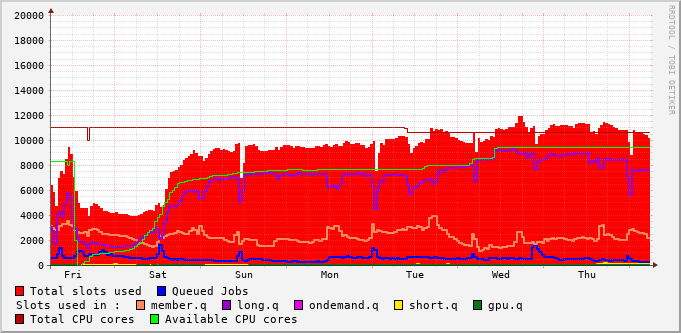 20000
18000
16000
14000
12000
10000
8000
6000
4000
2000
0
Fri Sat Sun Mon Tue Wed Thu
RRDTOOL / TOBI OETIKER
Total slots used Queued Jobs
Slots used in : member.q long.q ondemand.q short.q gpu.q
Total CPU cores Available CPU cores